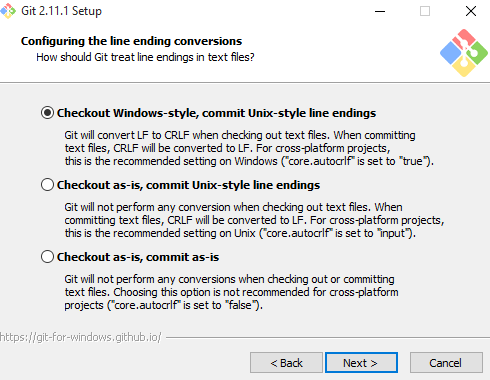 Git 2.11.1 Setup
Configuring the line ending conversions
How should Git treat line endings in text files?
Checkout Windows-style, commit Unix-style line endings
Git will convert LF to CRLF when checking out text files. When committing
text files, CRLF will be converted to LF. For cross-platform projects,
this is the recommended setting on Windows ("core.autocrlf" is set to "true").
Checkout as-is, commit Unix-style line endings
Git will not perform any conversion when checking out text files. When
committing text files, CRLF will be converted to LF. For cross-platform projects,
this is the recommended setting on Unix ("core.autocrlf" is set to "input").
Checkout as-is, commit as-is
Git will not perform any conversions when checking out or committing
text files. Choosing this option is not recommended for cross-platform
projects ("core.autocrlf" is set to "false").
https://git-for-windows.github.io/
< Back Next > Cancel